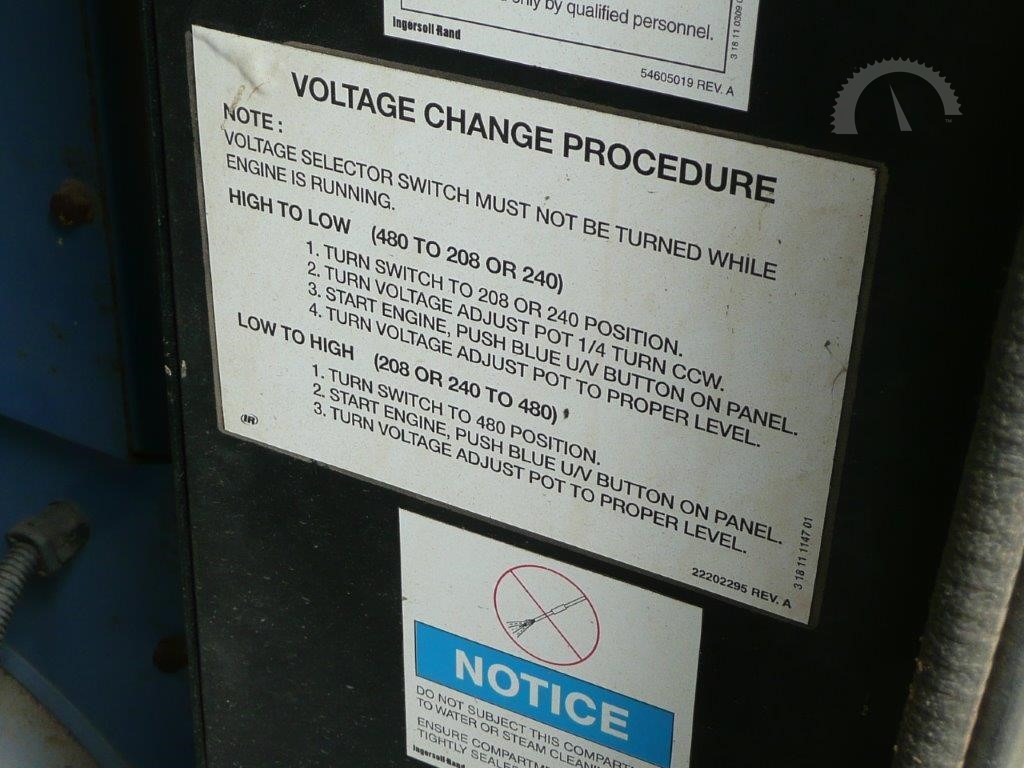 only by qualified personnel.
Ingersoll-Rand
54605019 REV. A
3 18 11 0309
VOLTAGE CHANGE PROCEDURE
NOTE :
VOLTAGE SELECTOR SWITCH MUST NOT BE TURNED WHILE
ENGINE IS RUNNING.
HIGH TO LOW (480 TO 208 OR 240)
1. TURN SWITCH TO 208 OR 240 POSITION.
2. TURN VOLTAGE ADJUST POT 1/4 TURN CCW.
3. START ENGINE, PUSH BLUE U/V BUTTON ON PANEL.
4. TURN VOLTAGE ADJUST POT TO PROPER LEVEL.
LOW TO HIGH (208 OR 240 TO 480)
1. TURN SWITCH TO 480 POSITION.
2. START ENGINE, PUSH BLUE U/V BUTTON ON PANEL.
3. TURN VOLTAGE ADJUST POT TO PROPER LEVEL.
IR
22202295 REV. A
3 18 11 1147 01
NOTICE
DO NOT SUBJECT THIS COMPART
TO WATER OR STEAM CLEANI
ENSURE COMPARTME
TIGHTLY SEALE
Ingersoll-Rand
TM